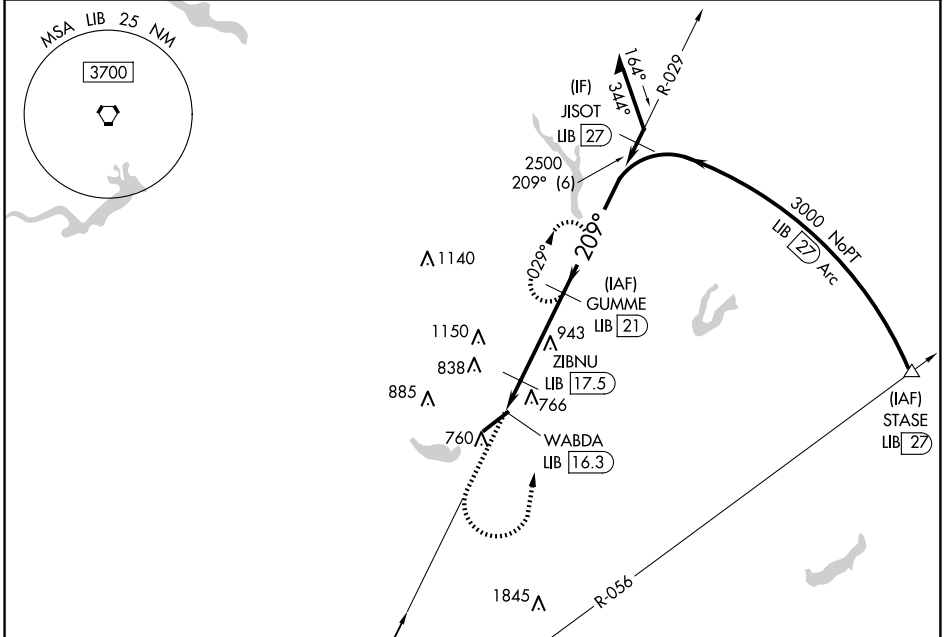 MSA LIB 25 NM
3700
164°
344°
R-029
(IF)
JISOT
LIB 27
2500
209° (6)
3000 NoPT
LIB 27 Arc
209°
029°
1140
(IAF)
GUMME
LIB 21
1150
943
838
ZIBNU
LIB 17.5
885
766
760
WABDA
LIB 16.3
(IAF)
STASE
LIB 27
R-056
1845